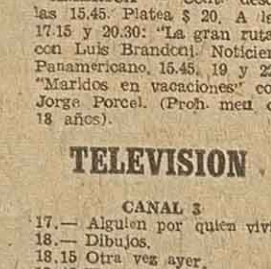 las 15.45. Platea $ 20. A
17.15 y 20.30: "La gran ruta
con Luis Brandoni. Noticier
Panamericano. 15.45, 19 y 2
"Maridos en vacaciones" co
Jorge Porcel. (Proh. men
18 años).
TELEVISION
CANAL 3
17.— Alguien por quien viv
18.— Dibujos.
18.15 Otra vez ayer.